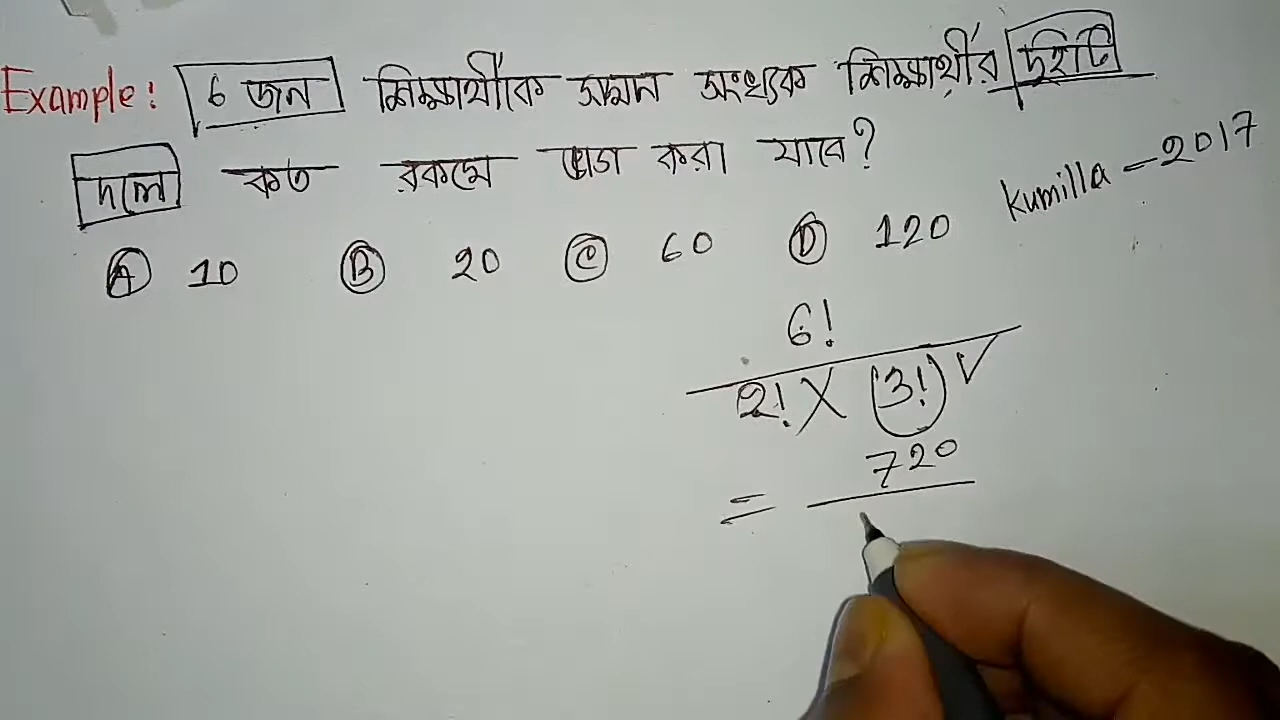 Example: 6 জন শিক্ষার্থীকে সমান সংখ্যক শিক্ষার্থীর দুইটি
দলে কত রকমে ভাগ করা যাবে?
Kumilla - 2017
A 10 B 20 C 60 D 120
6!
2! X (3!) √
720
=